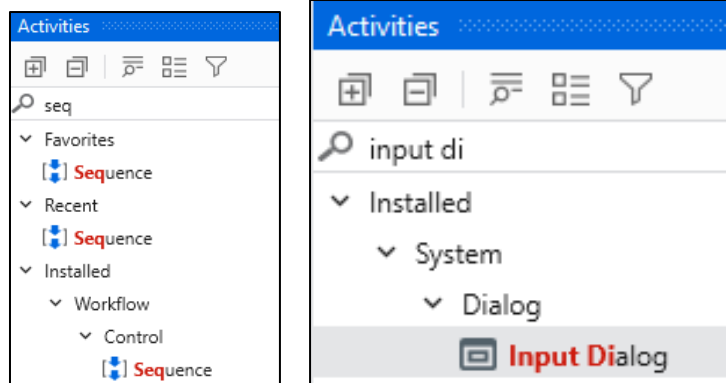 Activities
seq
Favorites
Sequence
Recent
Sequence
Installed
Workflow
Control
Sequence
Activities
input di
Installed
System
Dialog
Input Dialog